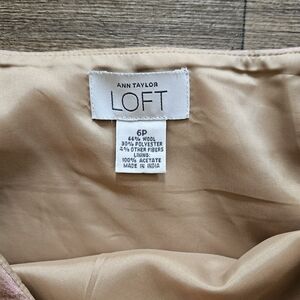 ANN TAYLOR
LOFT
6P
66% WOOL
30% POLYESTER
4% OTHER FIBERS
LINING:
100% ACETATE
MADE IN INDIA